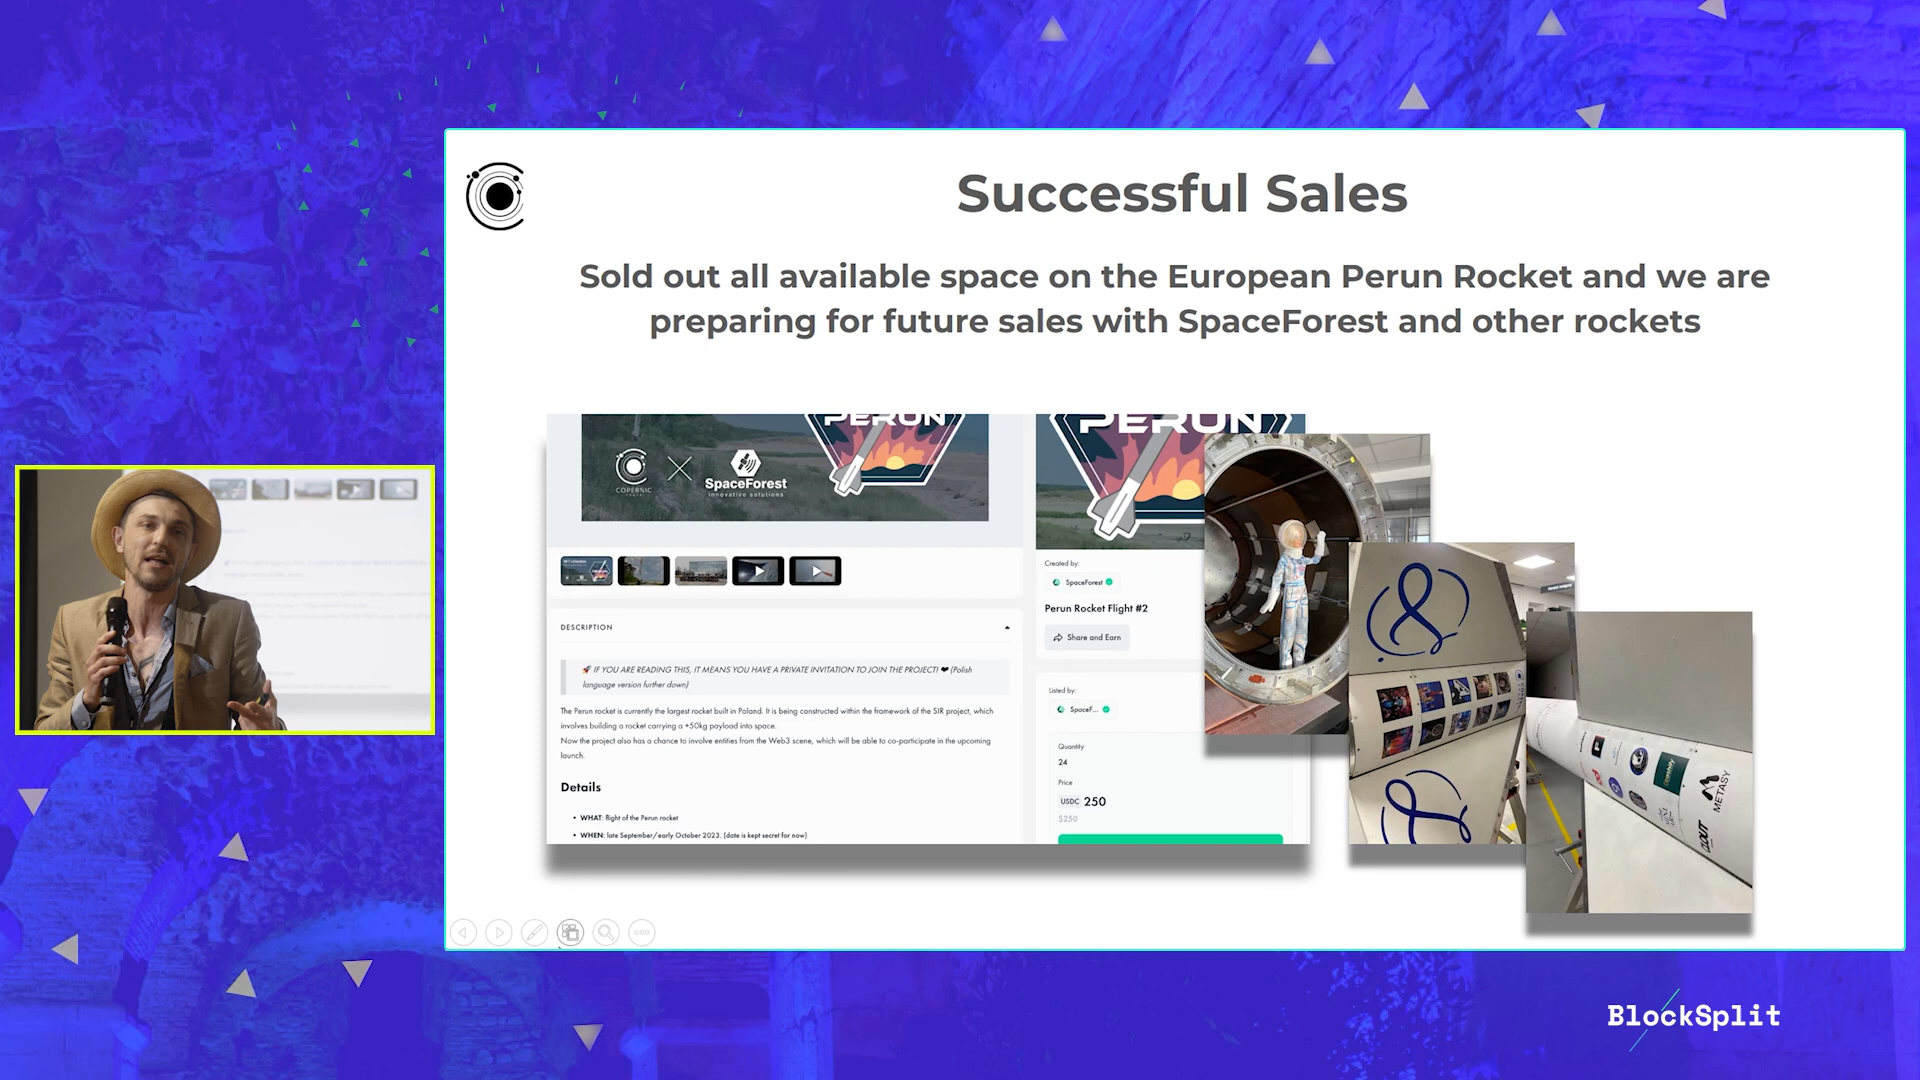 Successful Sales
Sold out all available space on the European Perun Rocket and we are
preparing for future sales with SpaceForest and other rockets
PERUN
PERUN
COPERNIC
SpaceForest
innovative solutions
DESCRIPTION
🚀 IF YOU ARE READING THIS, IT MEANS YOU HAVE A PRIVATE INVITATION TO JOIN THE PROJECT! ❤ (Polish
language version further down)
The Perun rocket is currently the largest rocket built in Poland. It is being constructed within the framework of the SIR project, which
involves building a rocket carrying a +50kg payload into space.
Now the project also has a chance to involve entities from the Web3 scene, which will be able to co-participate in the upcoming
launch.
Details
• WHAT: flight of the Perun rocket
• WHEN: late September/early October 2023. (date is kept secret for now)
Created by:
SpaceForest
Perun Rocket Flight #2
Share and Earn
Listed by:
SpaceF...
Quantity
24
Price
USDC 250
$250
METASY
CLOUT
BlockSplit